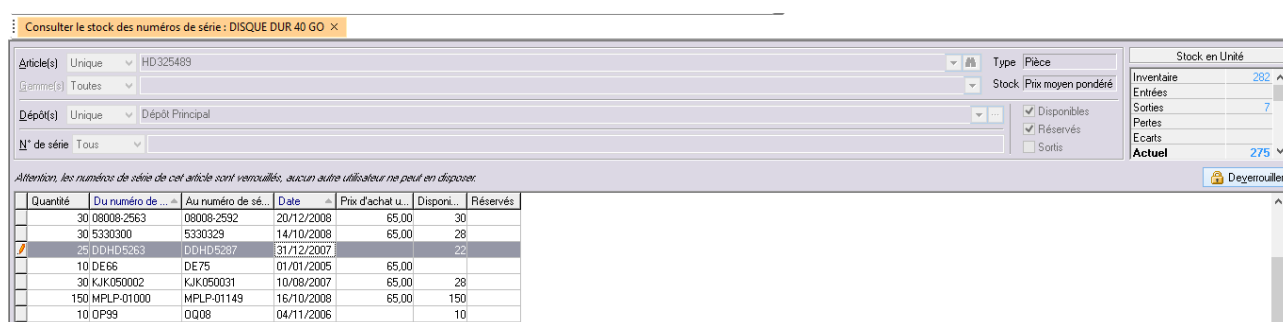 Consulter le stock des numéros de série : DISQUE DUR 40 GO ×
Article(s) Unique HD325489 Type Pièce
Gamme(s) Toutes Stock Prix moyen pondéré
Dépôt(s) Unique Dépôt Principal Disponibles
Réservés
N° de série Tous Sortis
Stock en Unité
Inventaire 282
Entrées
Sorties 7
Pertes
Ecarts
Actuel 275
Attention, les numéros de série de cet article sont verrouillés, aucun autre utilisateur ne peut en disposer.
Deverrouiller
Quantité Du numéro de ... Au numéro de sé... Date Prix d'achat u... Disponi... Réservés
30 08008-2563 08008-2592 20/12/2008 65,00 30
30 5330300 5330329 14/10/2008 65,00 28
25 DDHD5263 DDHD5287 31/12/2007 22
10 DE66 DE75 01/01/2005 65,00
30 KJK050002 KJK050031 10/08/2007 65,00 28
150 MPLP-01000 MPLP-01149 16/10/2008 65,00 150
10 OP99 OQ08 04/11/2006 10